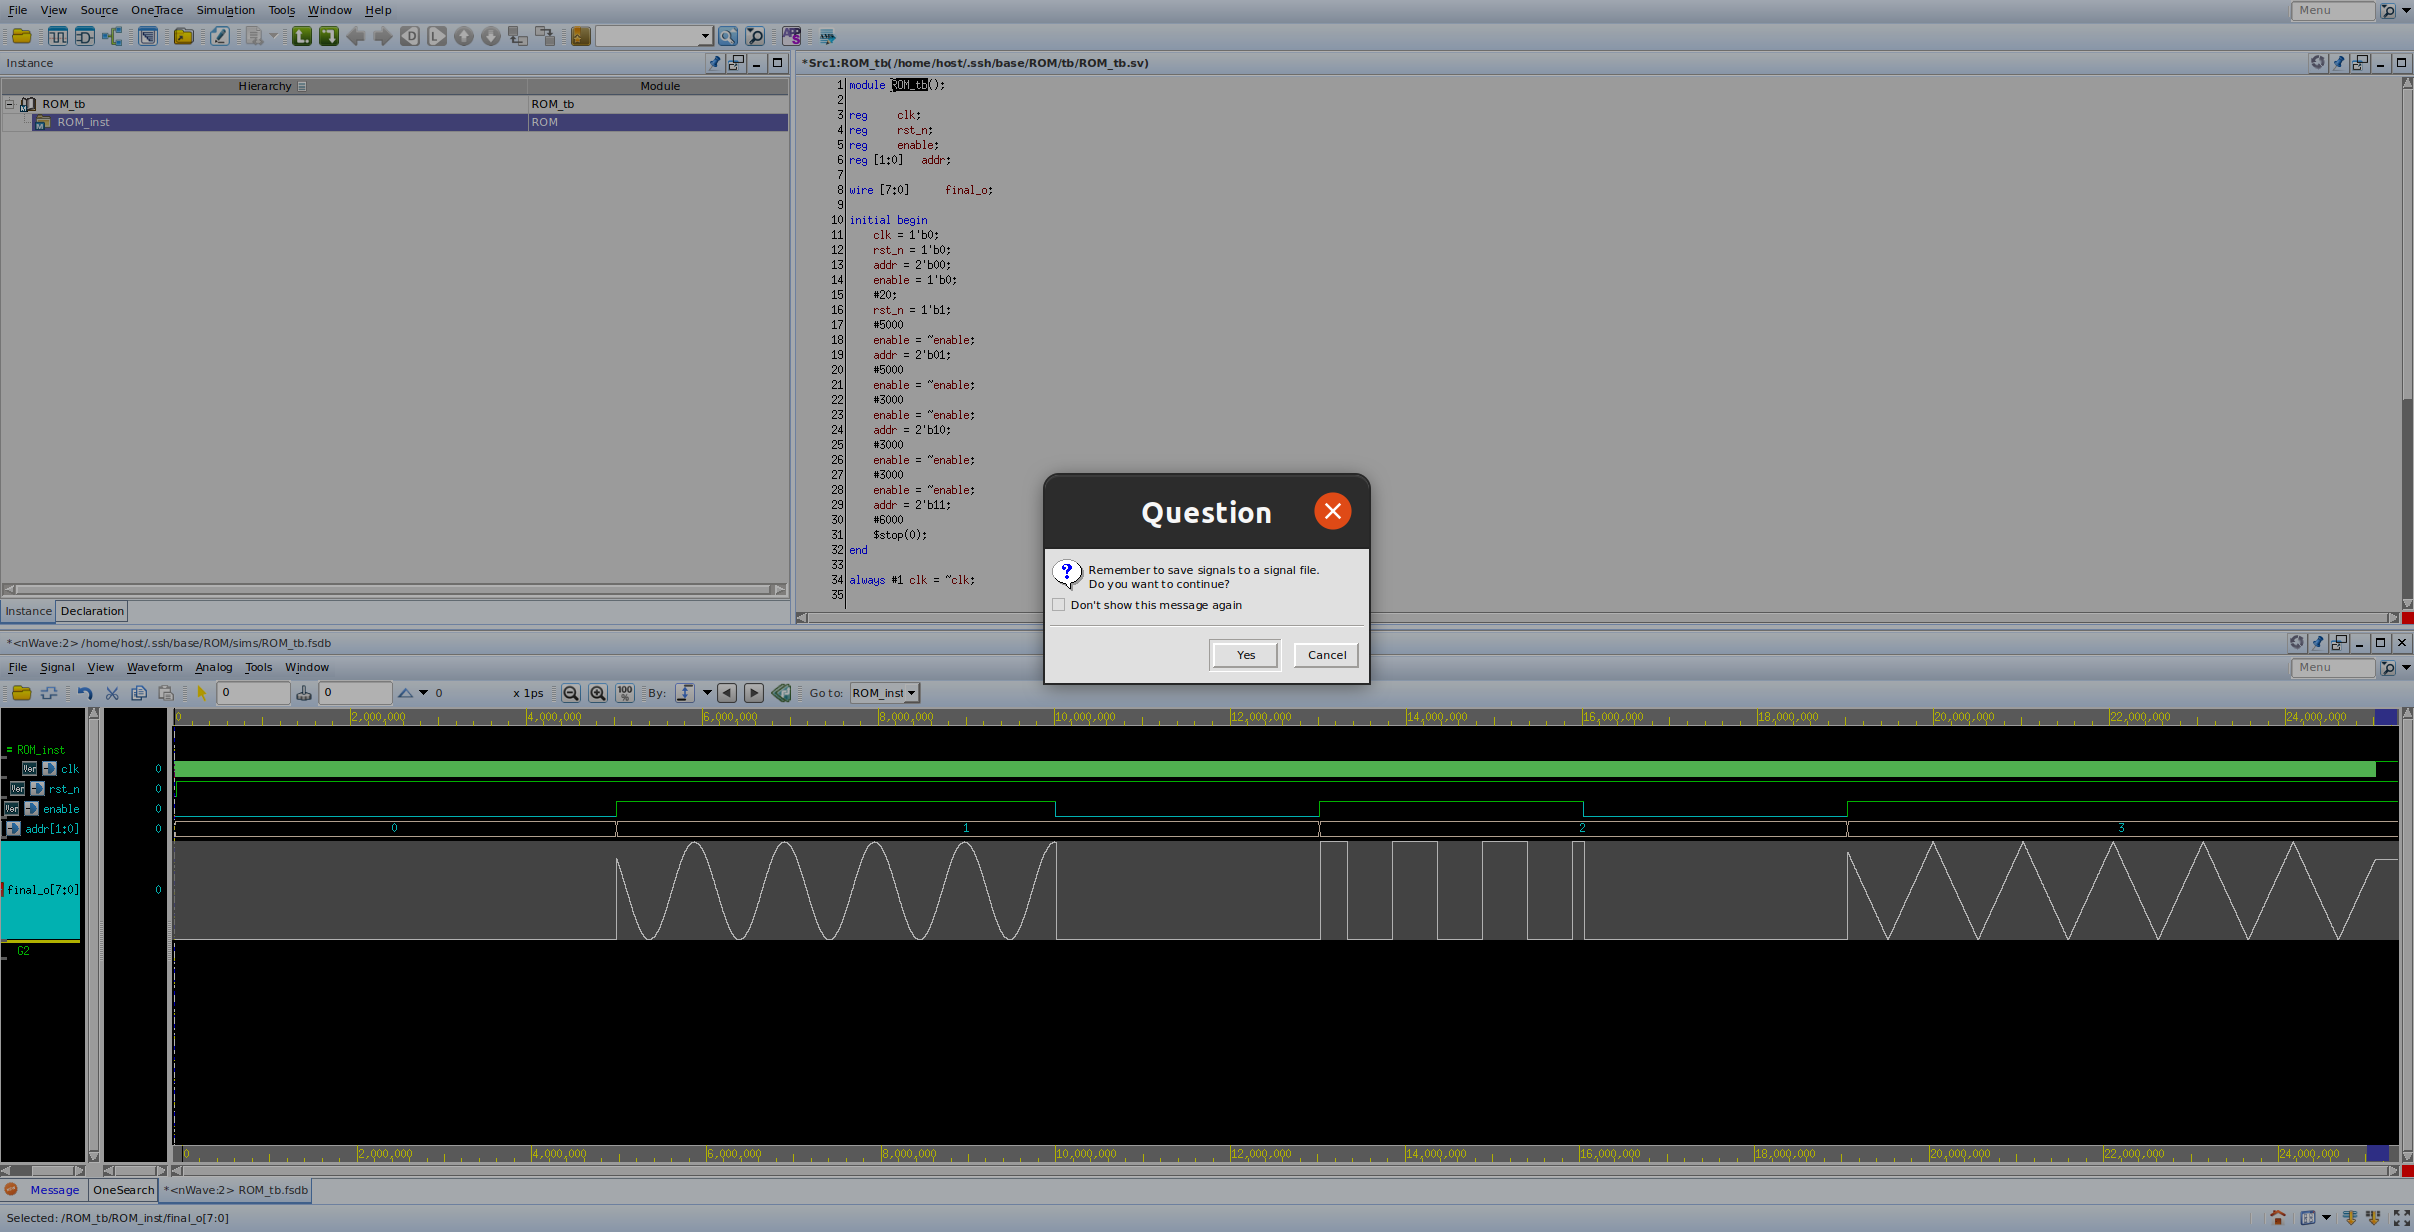 File View Source OneTrace Simulation Tools Window Help Menu
Instance
Hierarchy Module
ROM_tb ROM_tb
ROM_inst ROM
Instance Declaration
*Src1:ROM_tb(/home/host/.ssh/base/ROM/tb/ROM_tb.sv)
1 module ROM_tb();
2
3 reg clk;
4 reg rst_n;
5 reg enable;
6 reg [1:0] addr;
7
8 wire [7:0] final_o;
9
10 initial begin
11 clk = 1'b0;
12 rst_n = 1'b0;
13 addr = 2'b00;
14 enable = 1'b0;
15 #20;
16 rst_n = 1'b1;
17 #5000
18 enable = ~enable;
19 addr = 2'b01;
20 #5000
21 enable = ~enable;
22 #3000
23 enable = ~enable;
24 addr = 2'b10;
25 #3000
26 enable = ~enable;
27 #3000
28 enable = ~enable;
29 addr = 2'b11;
30 #6000
31 $stop(0);
32 end
33
34 always #1 clk = ~clk;
35
Question
Remember to save signals to a signal file.
Do you want to continue?
Don't show this message again
Yes Cancel
*<nWave:2> /home/host/.ssh/base/ROM/sims/ROM_tb.fsdb
File Signal View Waveform Analog Tools Window Menu
0 0 0 x 1ps 100 % By: Go to: ROM_inst
0 2,000,000 4,000,000 6,000,000 8,000,000 10,000,000 12,000,000 14,000,000 16,000,000 18,000,000 20,000,000 22,000,000 24,000,000
= ROM_inst
Ver clk 0
Ver rst_n 0
Ver enable 0
addr[1:0] 0 0 1 2 3
final_o[7:0] 0
G2
0 2,000,000 4,000,000 6,000,000 8,000,000 10,000,000 12,000,000 14,000,000 16,000,000 18,000,000 20,000,000 22,000,000 24,000,000
Message OneSearch *<nWave:2> ROM_tb.fsdb
Selected: /ROM_tb/ROM_inst/final_o[7:0]